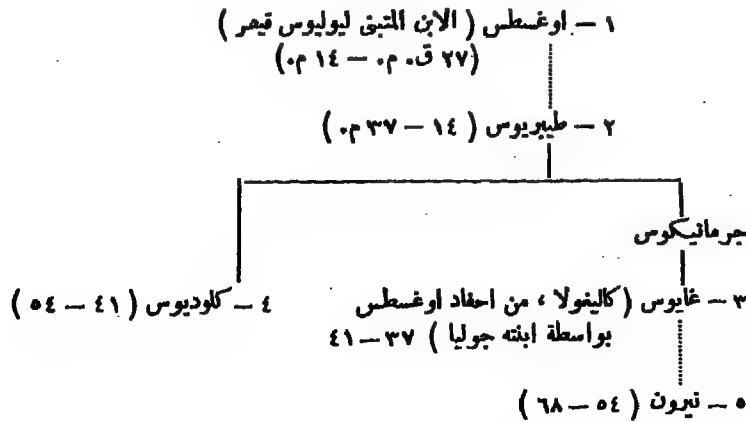 ١ – اوغسطس ( الابن المتبنى ليوليوس قيصر )
(٢٧ ق. م. – ١٤ م.)
٢ – طيبريوس ( ١٤ – ٣٧ م. )
جرمانيكوس
٣ – غايوس ( كاليغولا ، من احفاد اوغسطس
بواسطة ابنته جوليا ) ٣٧ – ٤١
٤ – كلوديوس ( ٤١ – ٥٤ )
٥ – نيرون ( ٥٤ – ٦٨ )